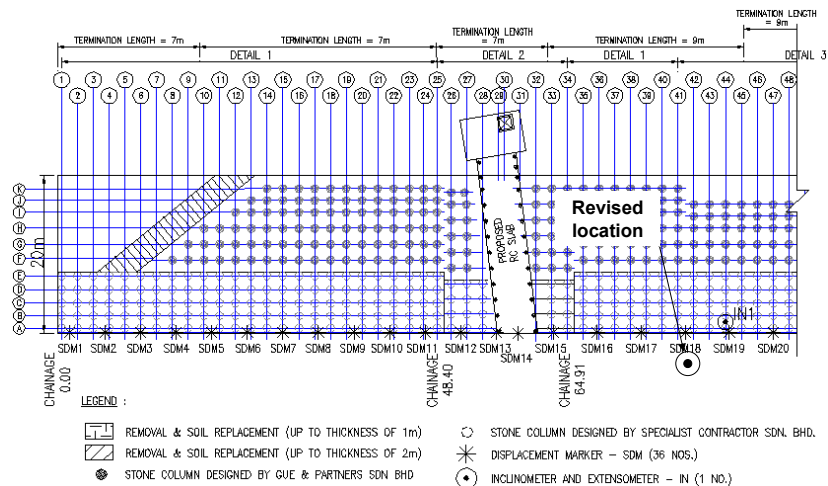 TERMINATION LENGTH
= 9m
TERMINATION LENGTH
TERMINATION LENGTH = 7m
TERMINATION LENGTH = 7m
= 7m
TERMINATION LENGTH = 9m
DETAIL 1
DETAIL 2
DETAIL 1
DETAIL 3
1 3 5 7 9 11 13 15 17 19 21 23 25 27 30 32 34 36 38 40 42 44 46 48
2 4 6 8 10 12 14 16 18 20 22 24 26 28 29 31 33 35 37 39 41 43 45 47
K
J
I
H
G
F
E
D
C
B
A
20m
PROPOSED
RC SLAB
Revised
location
IN1
SDM1 SDM2 SDM3 SDM4 SDM5 SDM6 SDM7 SDM8 SDM9 SDM10 SDM11 SDM12 SDM13 SDM14 SDM15 SDM16 SDM17 SDM18 SDM19 SDM20
CHAINAGE
0.00
CHAINAGE
48.40
CHAINAGE
64.91
LEGEND :
REMOVAL & SOIL REPLACEMENT (UP TO THICKNESS OF 1m)
REMOVAL & SOIL REPLACEMENT (UP TO THICKNESS OF 2m)
STONE COLUMN DESIGNED BY GUE & PARTNERS SDN BHD
STONE COLUMN DESIGNED BY SPECIALIST CONTRACTOR SDN. BHD.
DISPLACEMENT MARKER - SDM (36 NOS.)
INCLINOMETER AND EXTENSOMETER - IN (1 NO.)